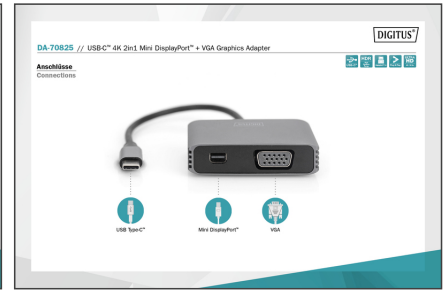 DIGITUS®
DA-70825 // USB-C™ 4K 2in1 Mini DisplayPort™ + VGA Graphics Adapter
Anschlüsse
Connections
HDR
USB Type-C™
Mini DisplayPort™
VGA